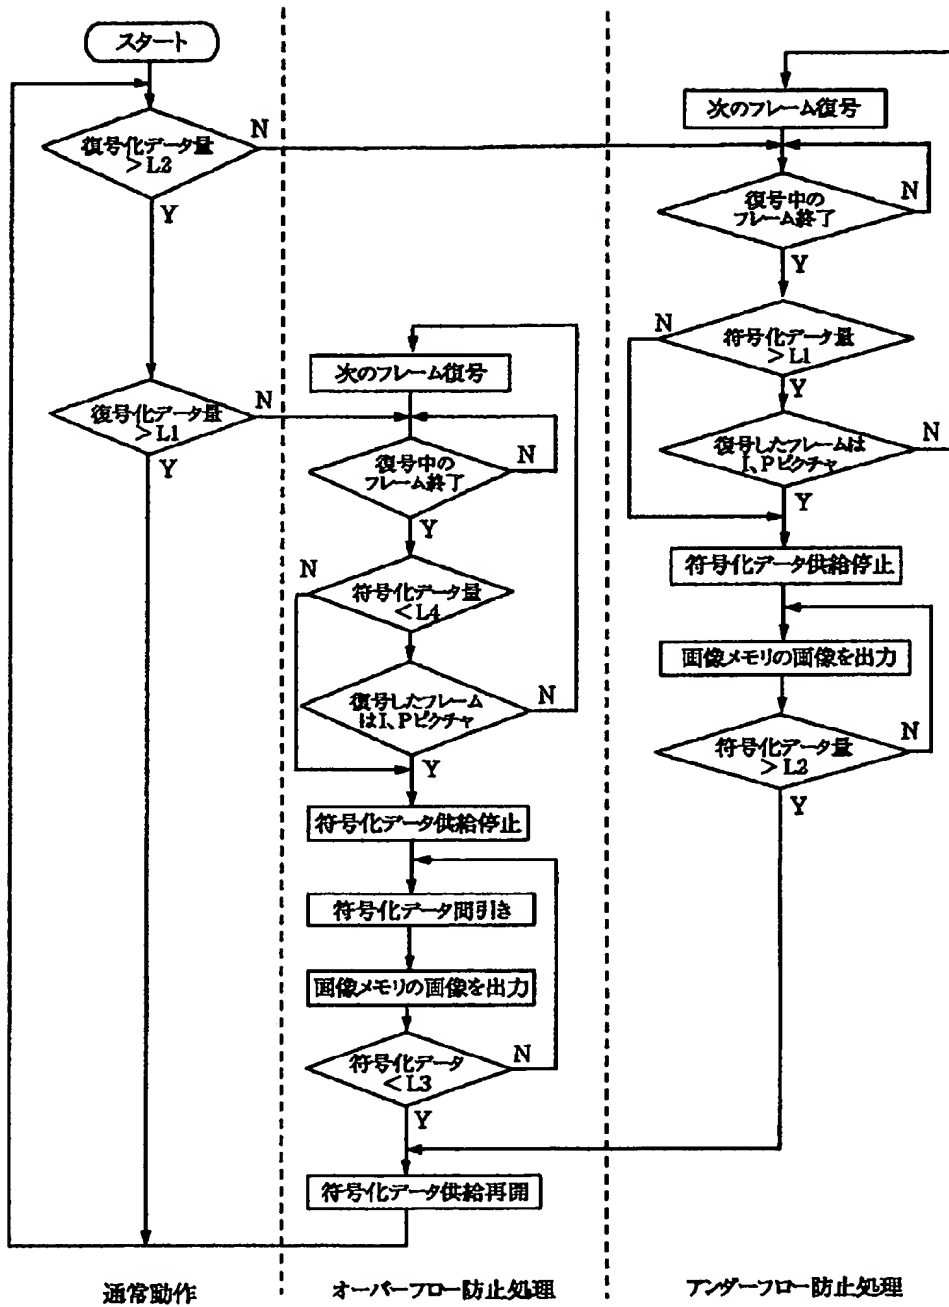 スタート
復号化データ量
> L2
N
Y
復号化データ量
> L1
N
Y
次のフレーム復号
復号中の
フレーム終了
N
Y
符号化データ量
< L4
N
復号したフレーム
はI、Pピクチャ
N
Y
符号化データ供給停止
符号化データ間引き
画像メモリの画像を出力
符号化データ
< L3
N
Y
符号化データ供給再開
次のフレーム復号
復号中の
フレーム終了
N
Y
符号化データ量
> L1
N
Y
復号したフレームは
I、Pピクチャ
N
Y
符号化データ供給停止
画像メモリの画像を出力
符号化データ量
> L2
N
Y
通常動作
オーバーフロー防止処理
アンダーフロー防止処理